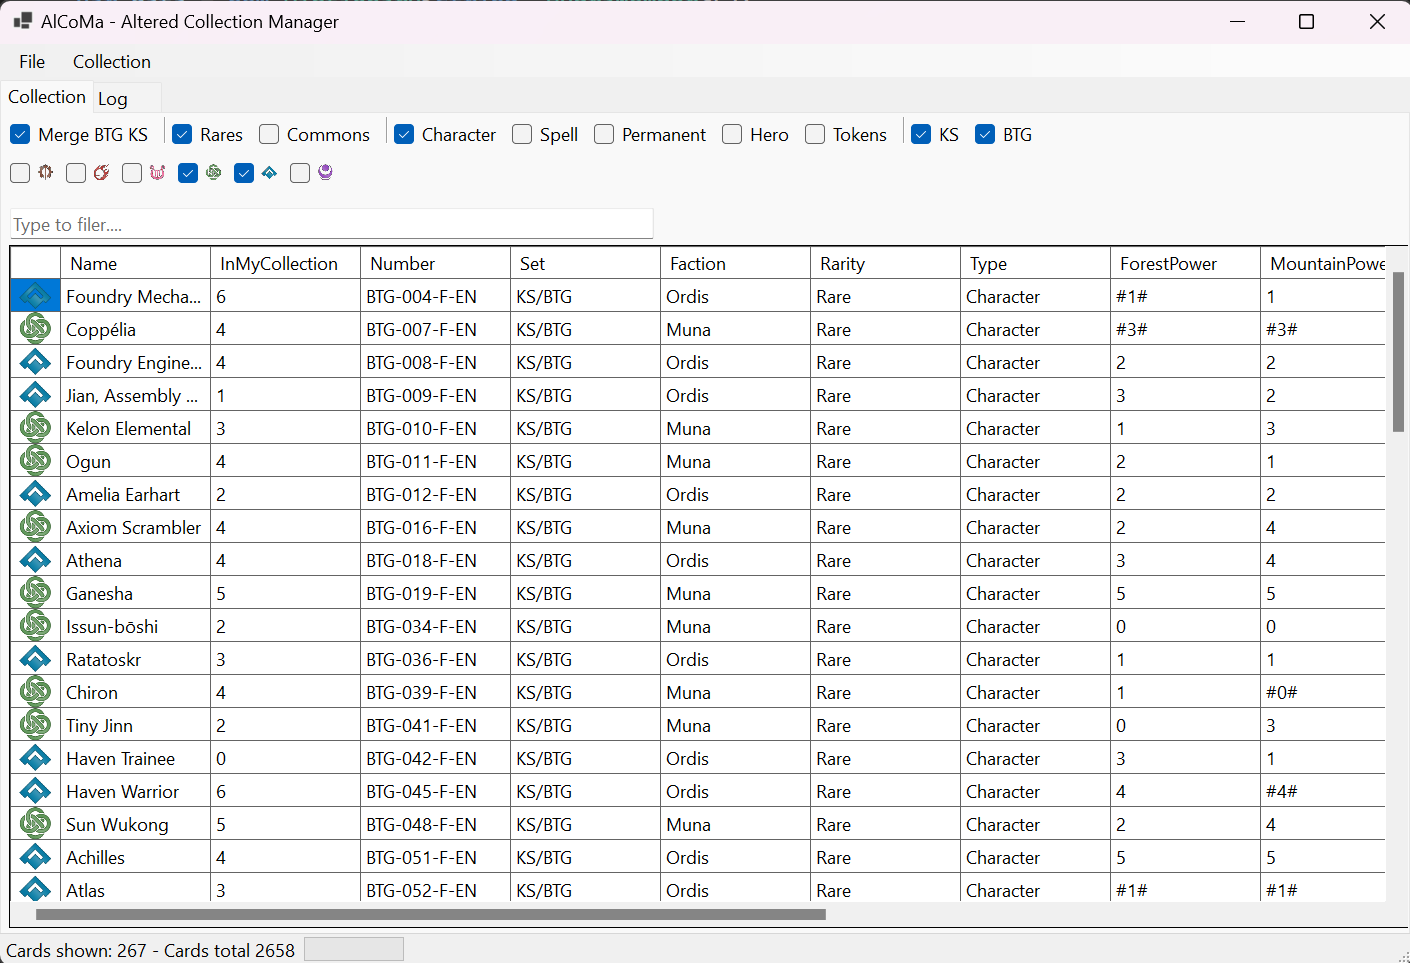 AlCoMa - Altered Collection Manager
File Collection
Collection Log
Merge BTG KS Rares Commons Character Spell Permanent Hero Tokens KS BTG
Type to filer....
Name InMyCollection Number Set Faction Rarity Type ForestPower MountainPowe
Foundry Mecha... 6 BTG-004-F-EN KS/BTG Ordis Rare Character #1# 1
Coppélia 4 BTG-007-F-EN KS/BTG Muna Rare Character #3# #3#
Foundry Engine... 4 BTG-008-F-EN KS/BTG Ordis Rare Character 2 2
Jian, Assembly ... 1 BTG-009-F-EN KS/BTG Ordis Rare Character 3 2
Kelon Elemental 3 BTG-010-F-EN KS/BTG Muna Rare Character 1 3
Ogun 4 BTG-011-F-EN KS/BTG Muna Rare Character 2 1
Amelia Earhart 2 BTG-012-F-EN KS/BTG Ordis Rare Character 2 2
Axiom Scrambler 4 BTG-016-F-EN KS/BTG Muna Rare Character 2 4
Athena 4 BTG-018-F-EN KS/BTG Ordis Rare Character 3 4
Ganesha 5 BTG-019-F-EN KS/BTG Muna Rare Character 5 5
Issun-bōshi 2 BTG-034-F-EN KS/BTG Muna Rare Character 0 0
Ratatoskr 3 BTG-036-F-EN KS/BTG Ordis Rare Character 1 1
Chiron 4 BTG-039-F-EN KS/BTG Muna Rare Character 1 #0#
Tiny Jinn 2 BTG-041-F-EN KS/BTG Muna Rare Character 0 3
Haven Trainee 0 BTG-042-F-EN KS/BTG Ordis Rare Character 3 1
Haven Warrior 6 BTG-045-F-EN KS/BTG Ordis Rare Character 4 #4#
Sun Wukong 5 BTG-048-F-EN KS/BTG Muna Rare Character 2 4
Achilles 4 BTG-051-F-EN KS/BTG Ordis Rare Character 5 5
Atlas 3 BTG-052-F-EN KS/BTG Ordis Rare Character #1# #1#
Cards shown: 267 - Cards total 2658